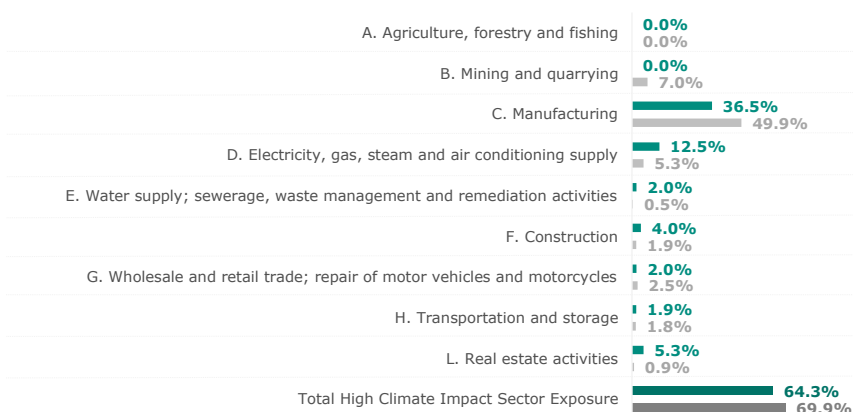 A. Agriculture, forestry and fishing 0.0%
0.0%
B. Mining and quarrying 0.0%
7.0%
C. Manufacturing 36.5%
49.9%
D. Electricity, gas, steam and air conditioning supply 12.5%
5.3%
E. Water supply; sewerage, waste management and remediation activities 2.0%
0.5%
F. Construction 4.0%
1.9%
G. Wholesale and retail trade; repair of motor vehicles and motorcycles 2.0%
2.5%
H. Transportation and storage 1.9%
1.8%
L. Real estate activities 5.3%
0.9%
Total High Climate Impact Sector Exposure 64.3%
69.9%